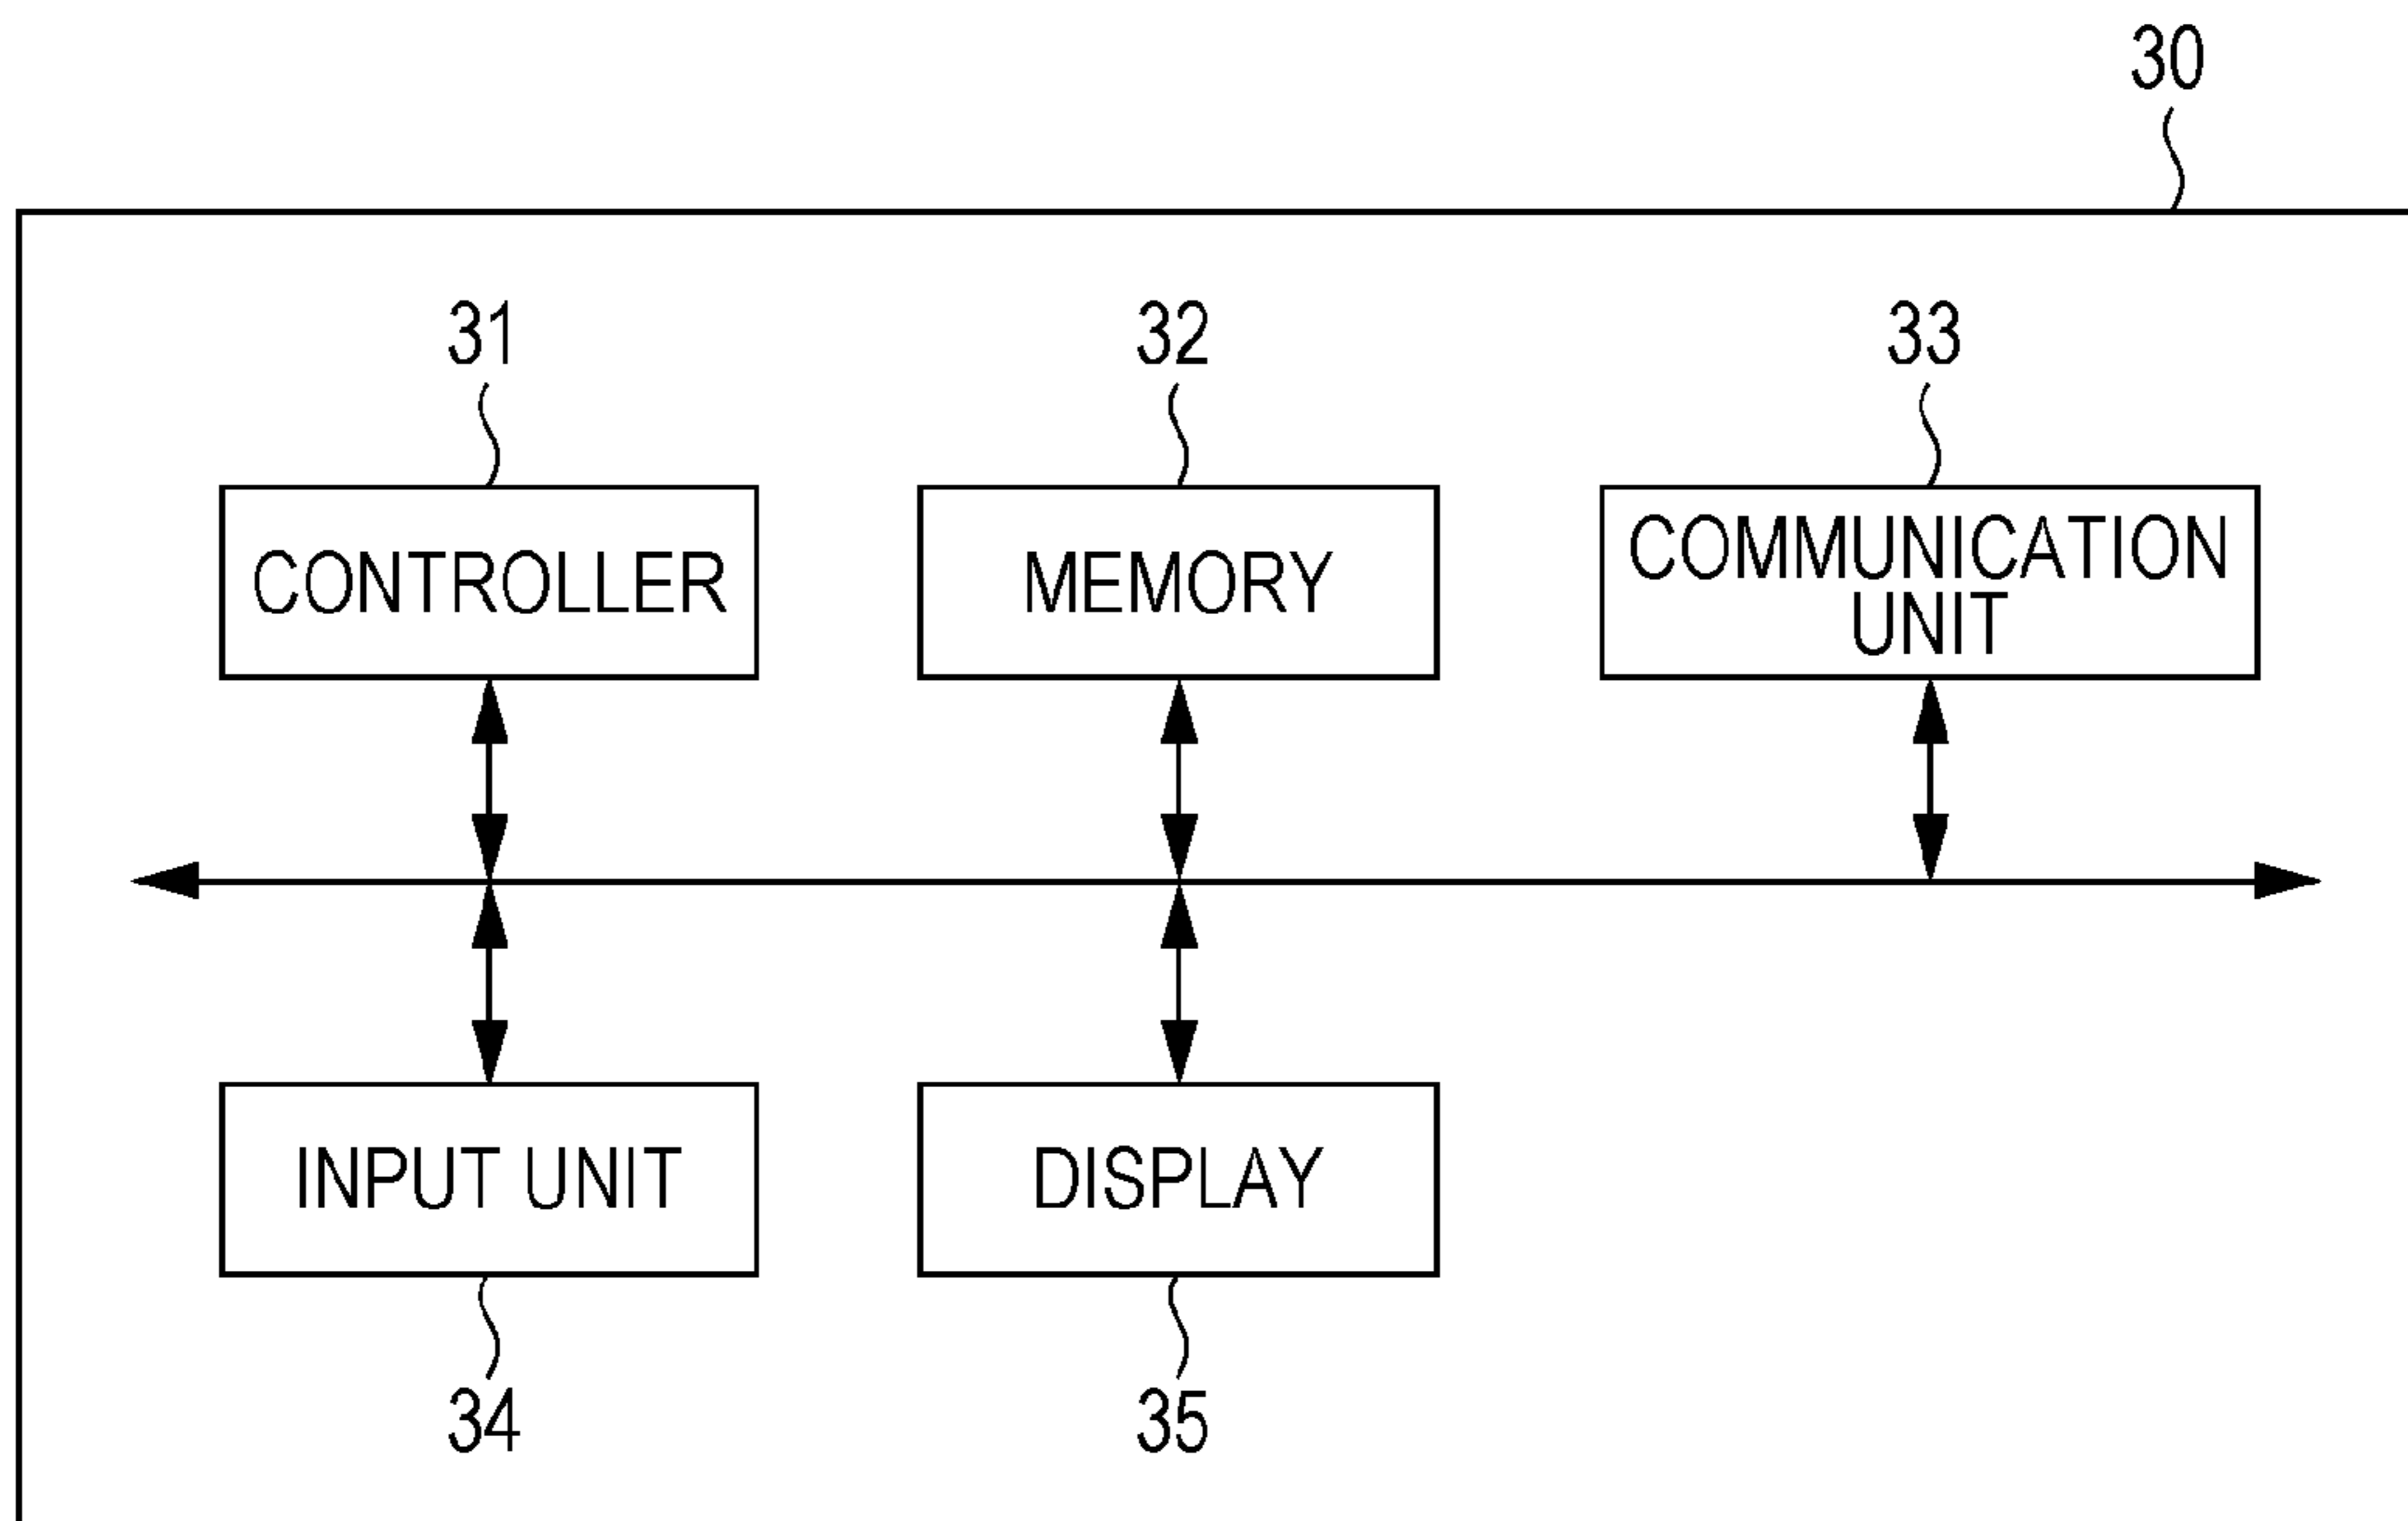 30
31
32
33
CONTROLLER
MEMORY
COMMUNICATION
UNIT
INPUT UNIT
DISPLAY
34
35